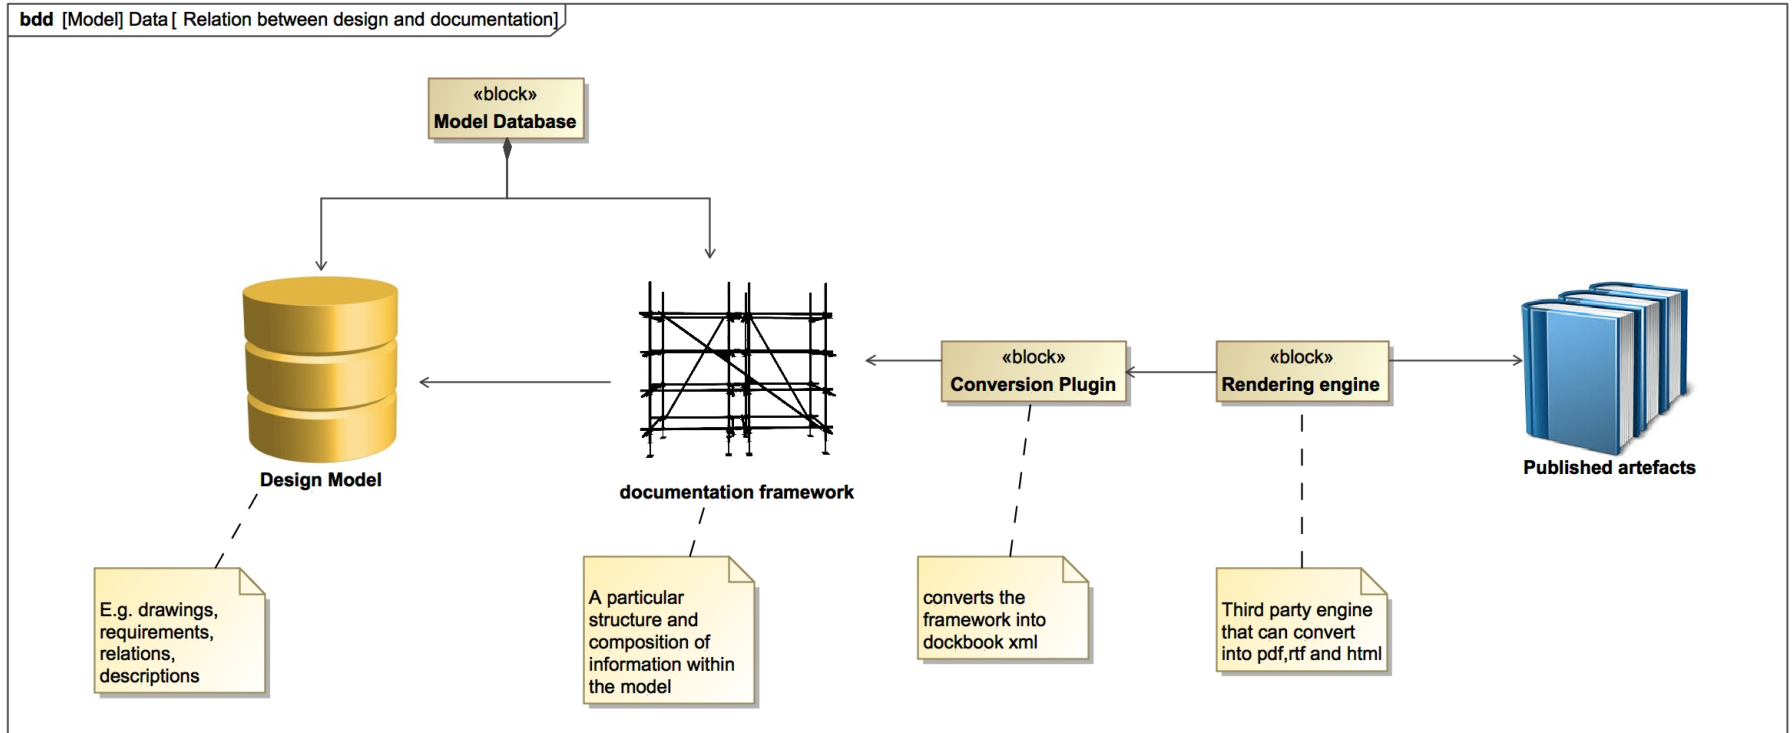 bdd [Model] Data [ Relation between design and documentation]
«block»
Model Database
«block»
Conversion Plugin
«block»
Rendering engine
Design Model
documentation framework
Published artefacts
E.g. drawings,
requirements,
relations,
descriptions
A particular
structure and
composition of
information within
the model
converts the
framework into
dockbook xml
Third party engine
that can convert
into pdf,rtf and html